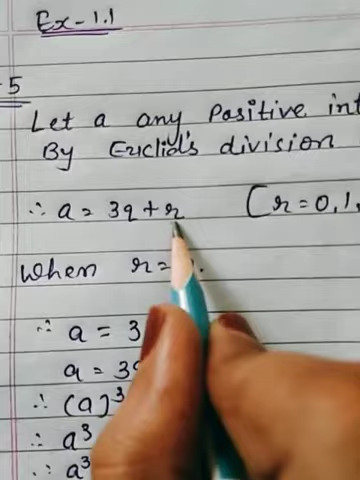 Ex-1.1
5
Let a any Positive int
By Euclid's division
∴ a = 3q + r [r = 0, 1,
when r =
∴ a = 3
a = 3
∴ (a)³
∴ a³
∴ a³